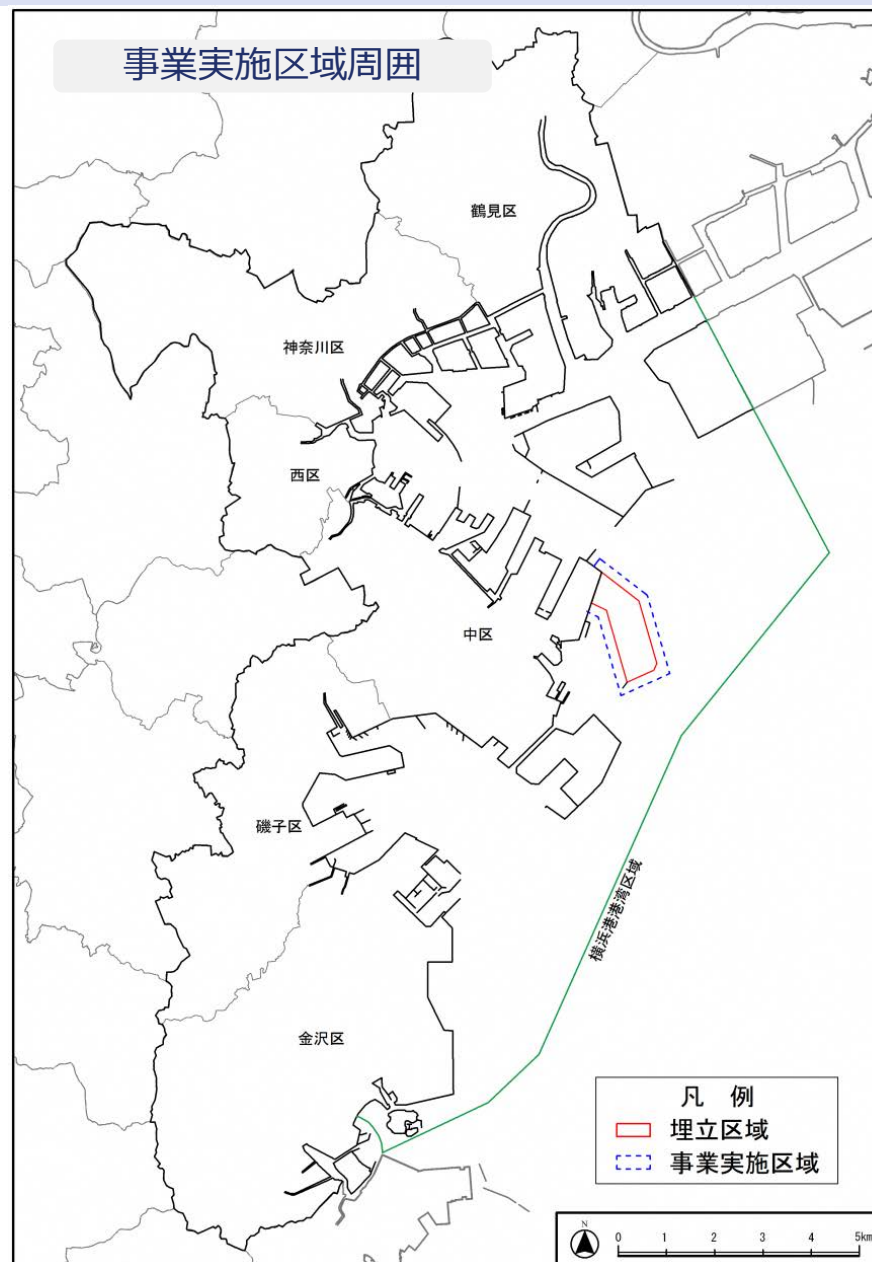 事業実施区域周囲
鶴見区
神奈川区
西区
中区
磯子区
横浜港港湾区域
金沢区
凡 例
埋立区域
事業実施区域
N
0 1 2 3 4 5km